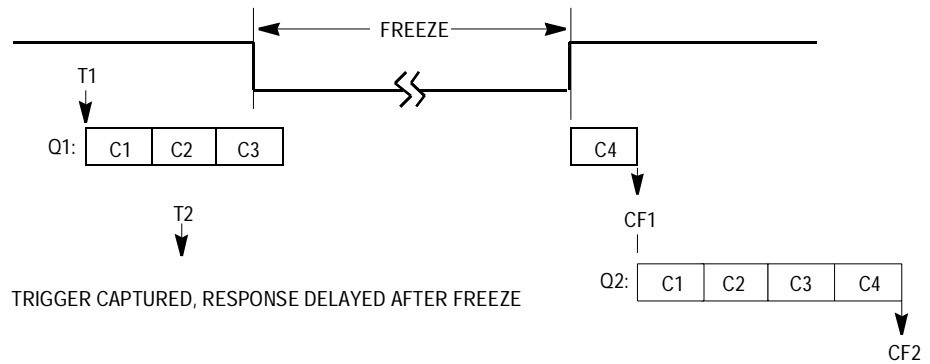 FREEZE
T1
Q1: C1 C2 C3 C4
T2
CF1
Q2: C1 C2 C3 C4
TRIGGER CAPTURED, RESPONSE DELAYED AFTER FREEZE
CF2